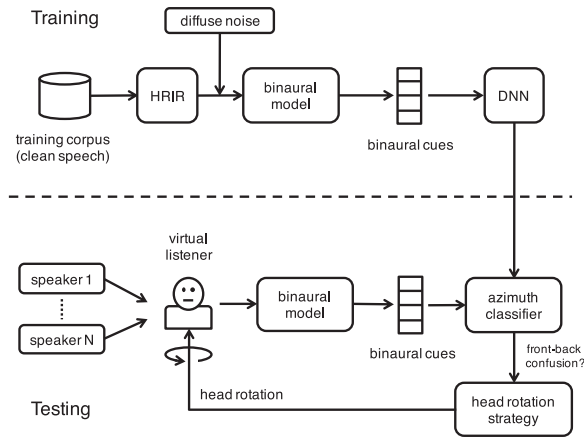 Training
diffuse noise
HRIR
binaural
model
DNN
training corpus
(clean speech)
binaural cues
virtual
listener
speaker 1
speaker N
binaural
model
azimuth
classifier
binaural cues
front-back
confusion?
head rotation
head rotation
strategy
Testing